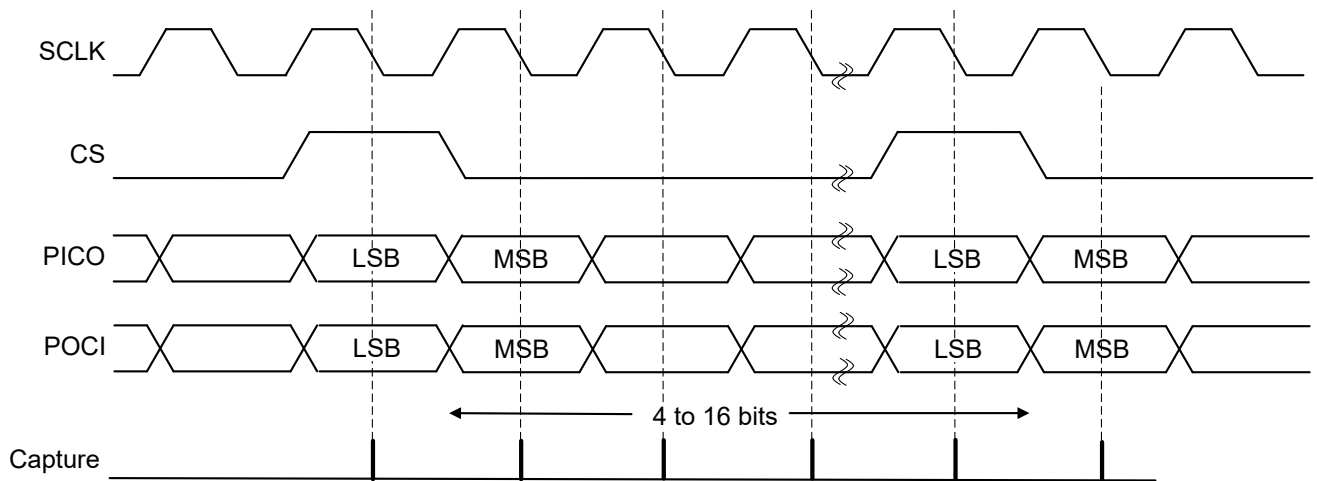 SCLK
CS
PICO LSB MSB LSB MSB
POCI LSB MSB LSB MSB
4 to 16 bits
Capture